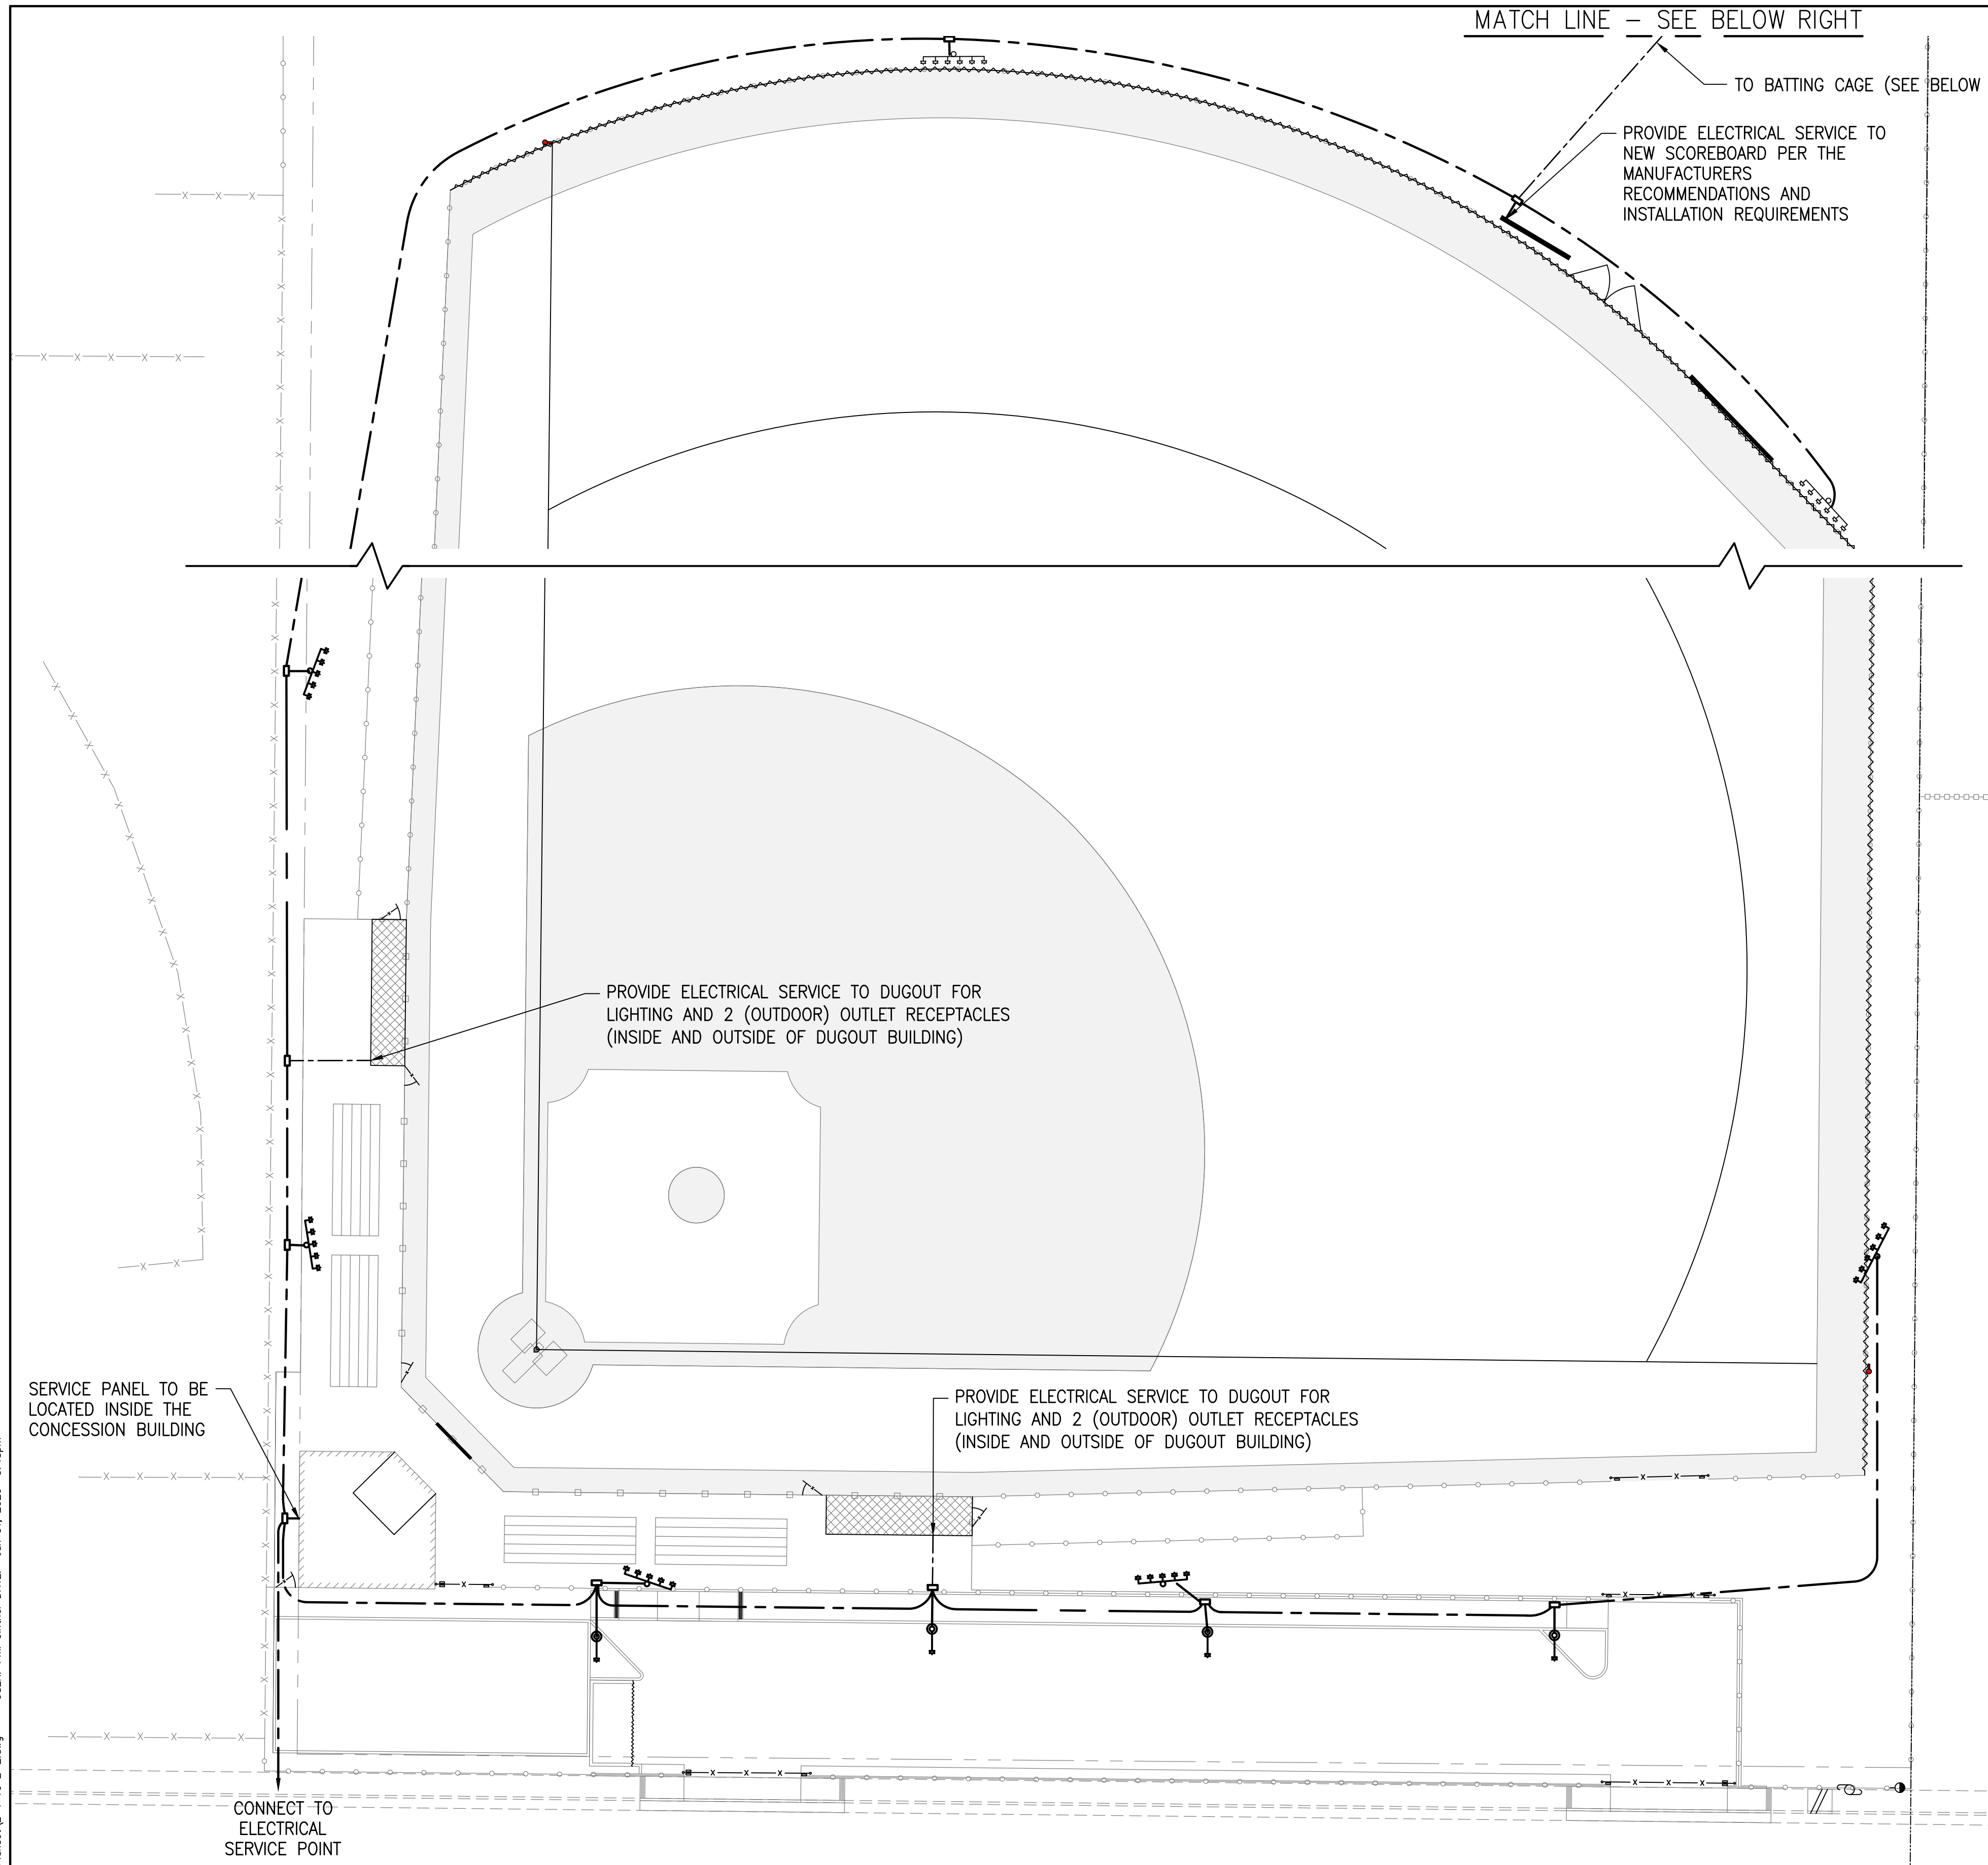 MATCH LINE – SEE BELOW RIGHT
TO BATTING CAGE (SEE BELOW
PROVIDE ELECTRICAL SERVICE TO
NEW SCOREBOARD PER THE
MANUFACTURERS
RECOMMENDATIONS AND
INSTALLATION REQUIREMENTS
PROVIDE ELECTRICAL SERVICE TO DUGOUT FOR
LIGHTING AND 2 (OUTDOOR) OUTLET RECEPTACLES
(INSIDE AND OUTSIDE OF DUGOUT BUILDING)
SERVICE PANEL TO BE
LOCATED INSIDE THE
CONCESSION BUILDING
PROVIDE ELECTRICAL SERVICE TO DUGOUT FOR
LIGHTING AND 2 (OUTDOOR) OUTLET RECEPTACLES
(INSIDE AND OUTSIDE OF DUGOUT BUILDING)
CONNECT TO
ELECTRICAL
SERVICE POINT